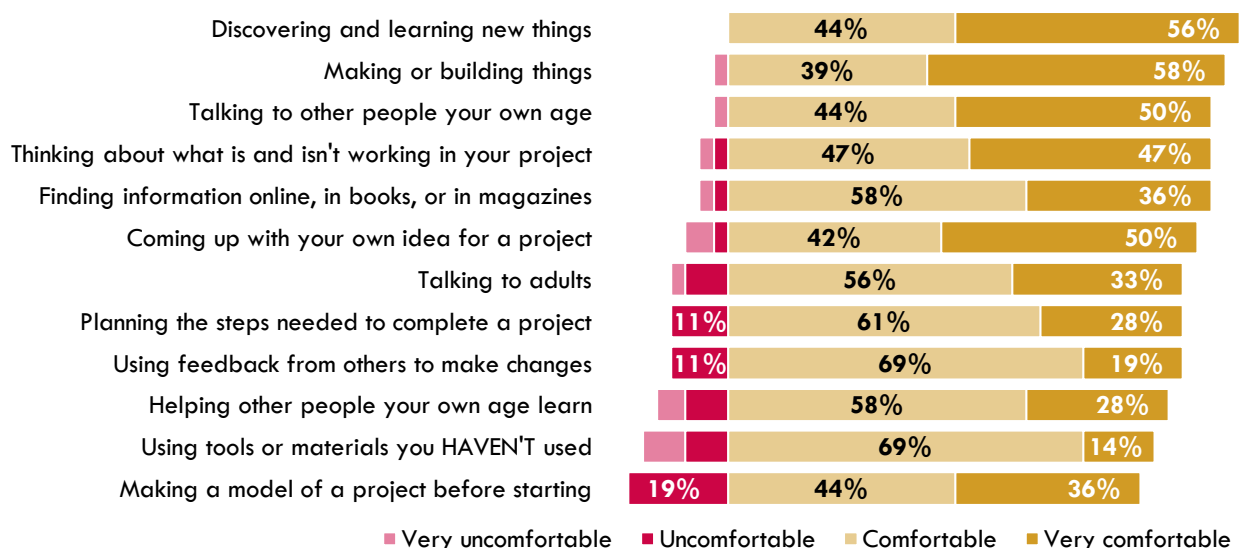 Discovering and learning new things 44% 56%
Making or building things 39% 58%
Talking to other people your own age 44% 50%
Thinking about what is and isn't working in your project 47% 47%
Finding information online, in books, or in magazines 58% 36%
Coming up with your own idea for a project 42% 50%
Talking to adults 56% 33%
Planning the steps needed to complete a project 11% 61% 28%
Using feedback from others to make changes 11% 69% 19%
Helping other people your own age learn 58% 28%
Using tools or materials you HAVEN'T used 69% 14%
Making a model of a project before starting 19% 44% 36%
Very uncomfortable Uncomfortable Comfortable Very comfortable